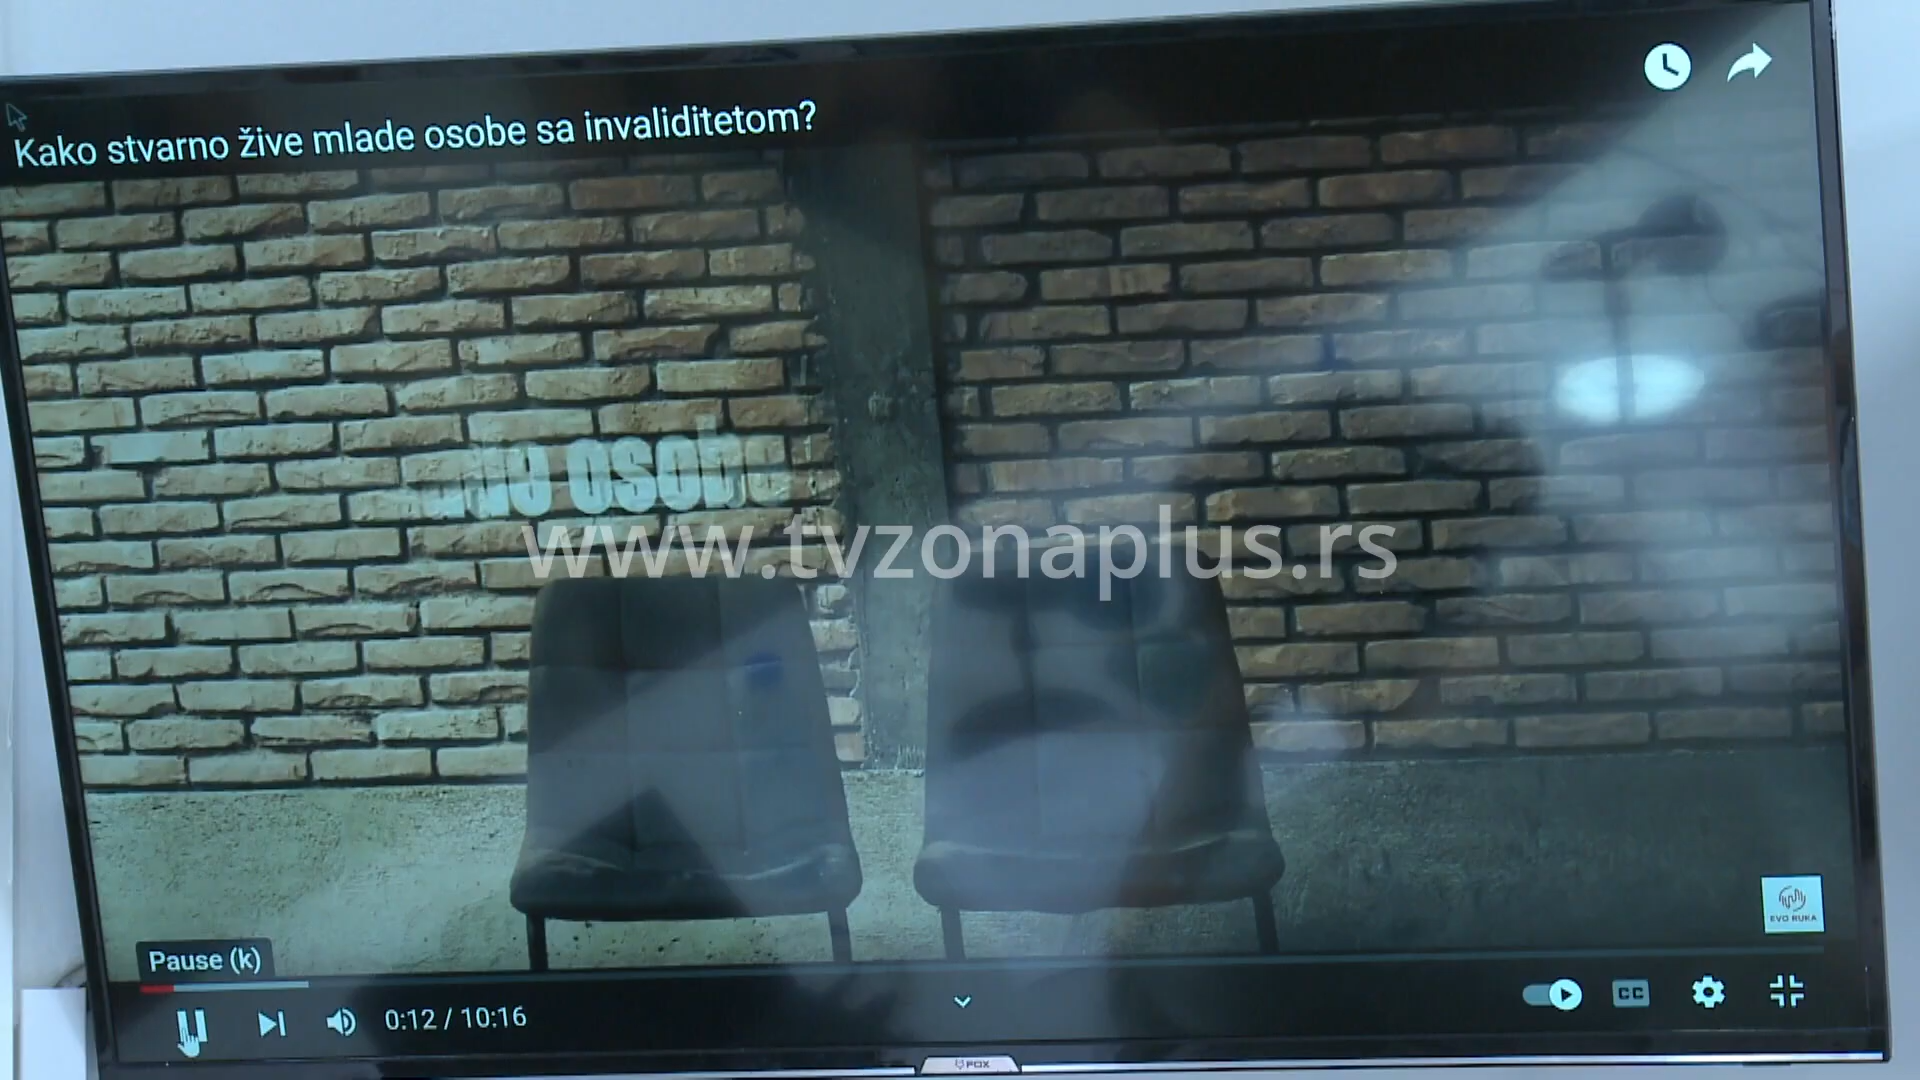 Kako stvarno žive mlade osobe sa invaliditetom?
osobe
www.tvzonaplus.rs
EVO RUKA
Pause (k)
0:12 / 10:16
CC
FOX